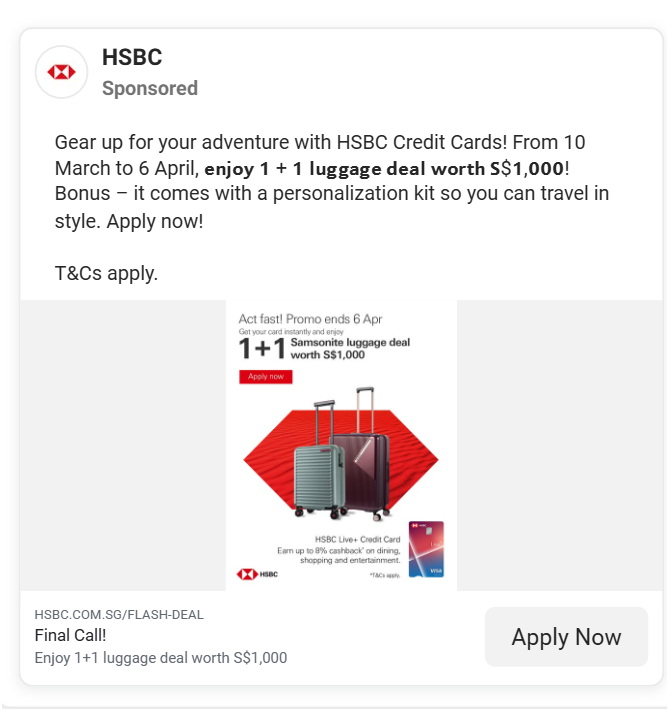 HSBC
Sponsored
Gear up for your adventure with HSBC Credit Cards! From 10
March to 6 April, enjoy 1 + 1 luggage deal worth S$1,000!
Bonus – it comes with a personalization kit so you can travel in
style. Apply now!
T&Cs apply.
Act fast! Promo ends 6 Apr
Get your card instantly and enjoy
1+1 Samsonite luggage deal
worth S$1,000
Apply now
HSBC Live+ Credit Card
Earn up to 8% cashback* on dining,
shopping and entertainment.
*T&Cs apply.
HSBC
VISA
HSBC.COM.SG/FLASH-DEAL
Final Call!
Enjoy 1+1 luggage deal worth S$1,000
Apply Now